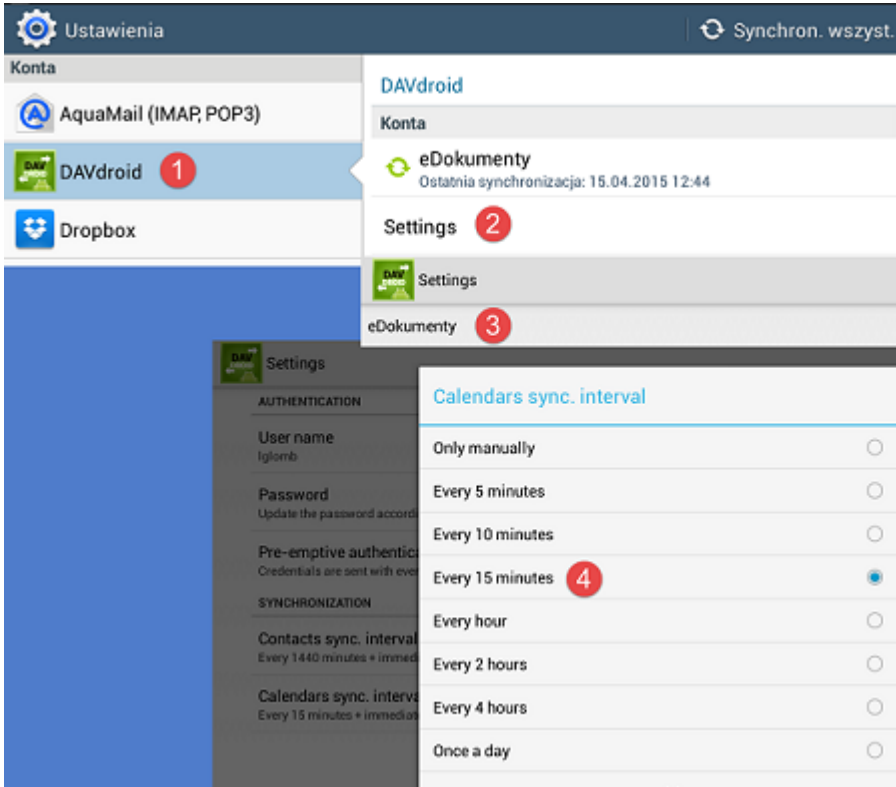 Ustawienia
Synchron. wszyst.
Konta
AquaMail (IMAP, POP3)
DAVdroid 1
Dropbox
DAVdroid
Konta
eDokumenty
Ostatnia synchronizacja: 15.04.2015 12:44
Settings 2
Settings
eDokumenty 3
Settings
AUTHENTICATION
User name
lglomb
Password
Update the password accordi
Pre-emptive authentica
Credentials are sent with ever
SYNCHRONIZATION
Contacts sync. interval
Every 1440 minutes + immed
Calendars sync. interva
Every 15 minutes + immediat
Calendars sync. interval
Only manually
Every 5 minutes
Every 10 minutes
Every 15 minutes 4
Every hour
Every 2 hours
Every 4 hours
Once a day